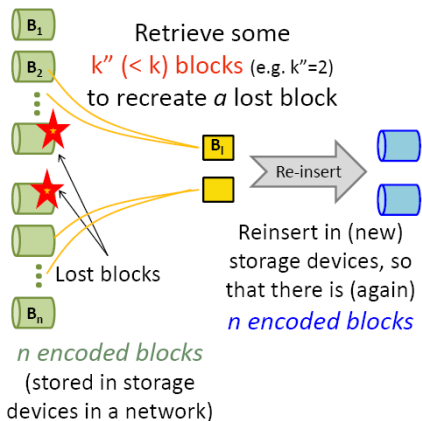 B1
Retrieve some
B2
k” (< k) blocks (e.g. k”=2)
to recreate a lost block
Bl
Re-insert
Reinsert in (new)
storage devices, so
that there is (again)
n encoded blocks
Lost blocks
Bn
n encoded blocks
(stored in storage
devices in a network)